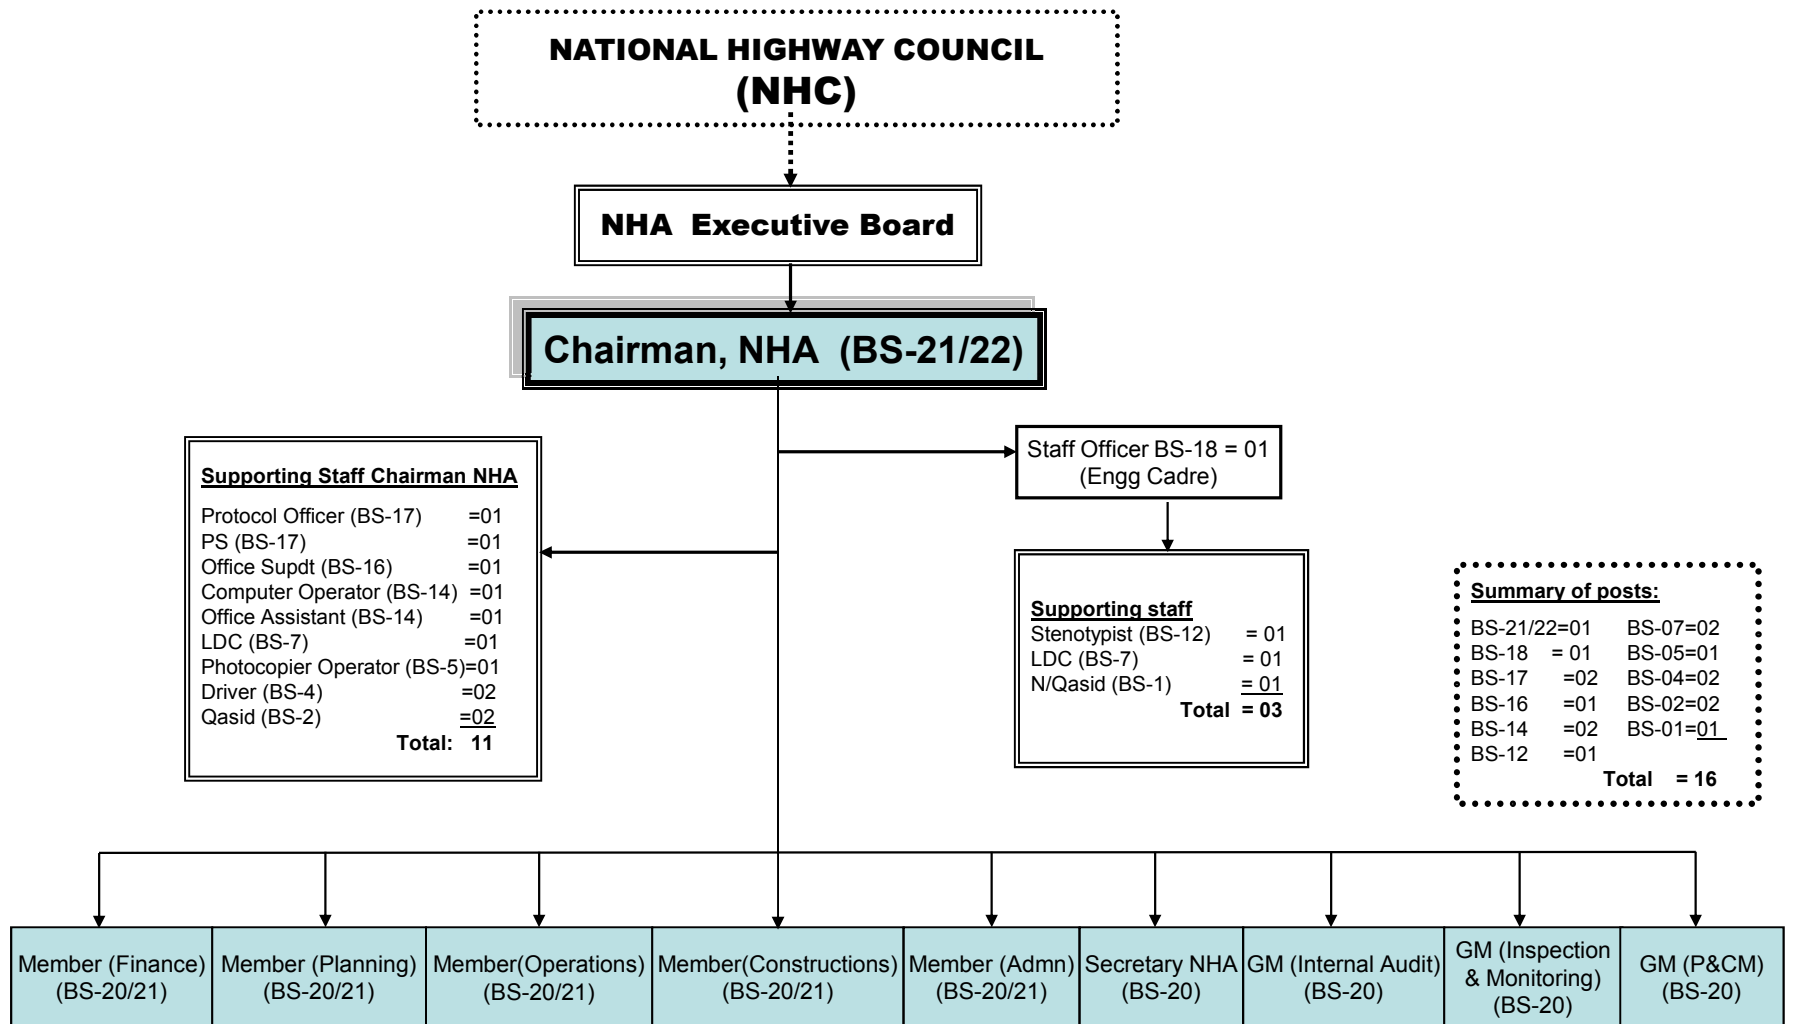 NATIONAL HIGHWAY COUNCIL
(NHC)
NHA Executive Board
Chairman, NHA (BS-21/22)
Staff Officer BS-18 = 01
(Engg Cadre)
Supporting Staff Chairman NHA
Protocol Officer (BS-17) =01
PS (BS-17) =01
Office Supdt (BS-16) =01
Computer Operator (BS-14) =01
Office Assistant (BS-14) =01
LDC (BS-7) =01
Photocopier Operator (BS-5)=01
Driver (BS-4) =02
Qasid (BS-2) =02
Total: 11
Supporting staff
Stenotypist (BS-12) = 01
LDC (BS-7) = 01
N/Qasid (BS-1) = 01
Total = 03
Summary of posts:
BS-21/22=01 BS-07=02
BS-18 = 01 BS-05=01
BS-17 =02 BS-04=02
BS-16 =01 BS-02=02
BS-14 =02 BS-01=01
BS-12 =01
Total = 16
Member (Finance)
(BS-20/21)
Member (Planning)
(BS-20/21)
Member(Operations)
(BS-20/21)
Member(Constructions)
(BS-20/21)
Member (Admn)
(BS-20/21)
Secretary NHA
(BS-20)
GM (Internal Audit)
(BS-20)
GM (Inspection
& Monitoring)
(BS-20)
GM (P&CM)
(BS-20)